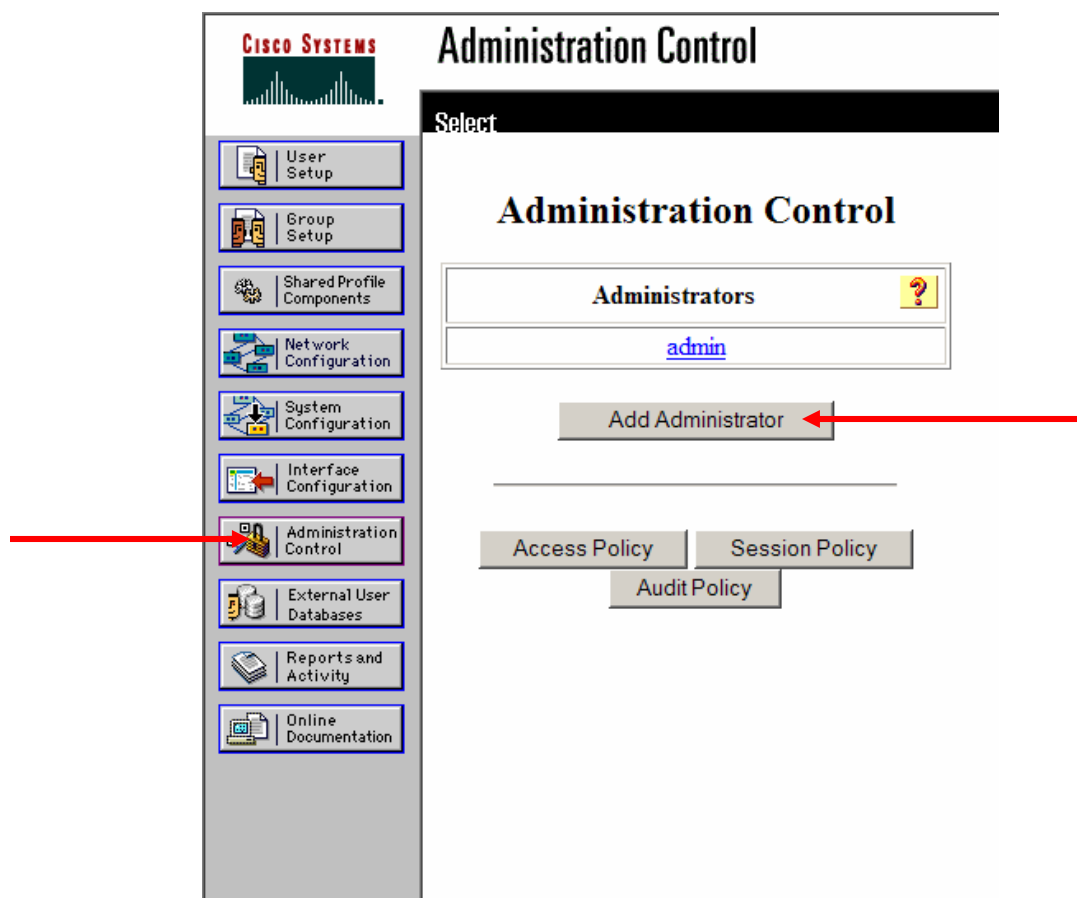 CISCO SYSTEMS
Administration Control
Select
User
Setup
Group
Setup
Shared Profile
Components
Network
Configuration
System
Configuration
Interface
Configuration
Administration
Control
External User
Databases
Reports and
Activity
Online
Documentation
Administration Control
Administrators
?
admin
Add Administrator
Access Policy
Session Policy
Audit Policy